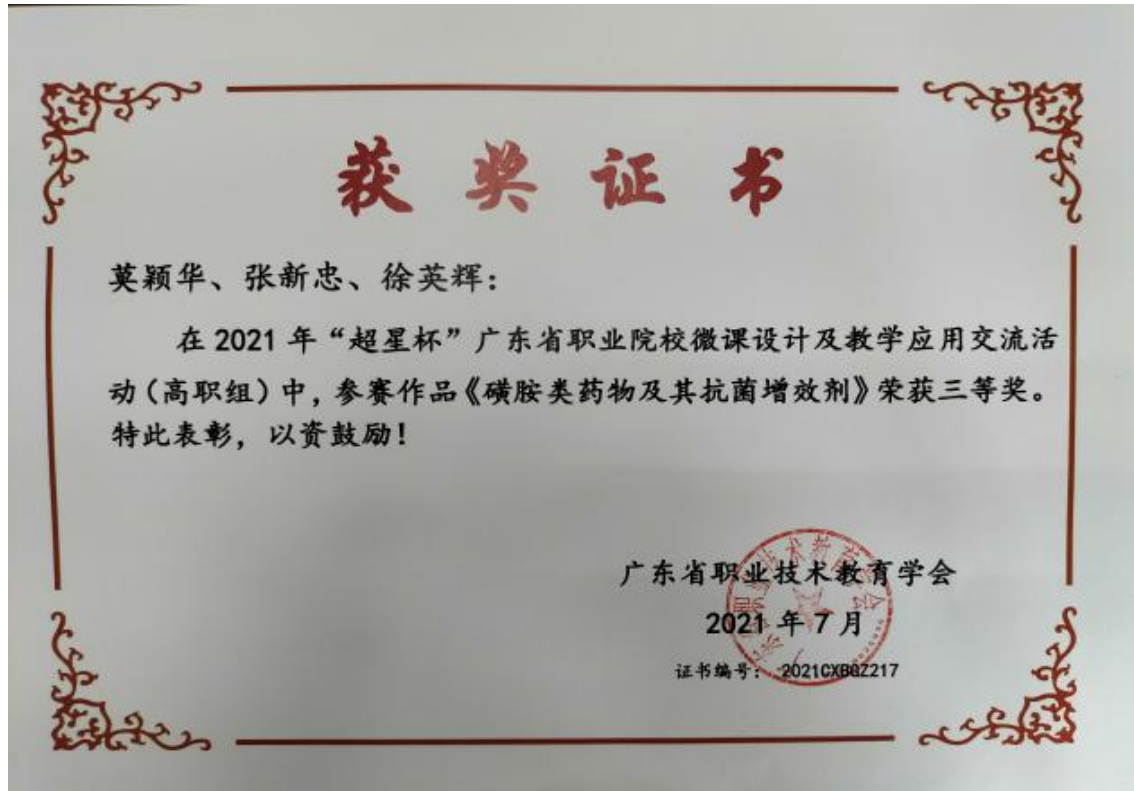 获奖证书
莫颖华、张新忠、徐英辉：
在2021年“超星�”广东省职业院校微课设计及教学应用交流活
动（高职组）中，参赛作品《磺胺类药物及其抗菌增效剂》荣获三等奖。
特此表彰，以资鼓励！
广东省职业技术教育学会
2021年7月
证书编号：2021CXBGZ217